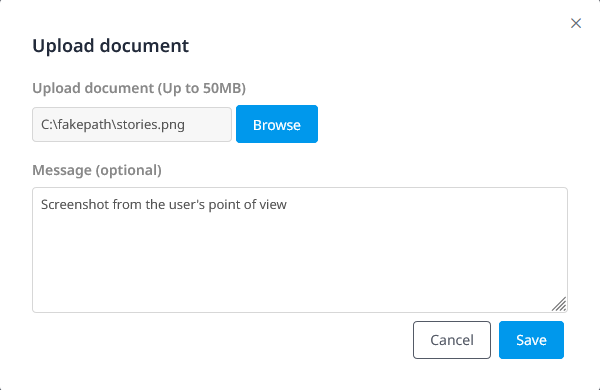 Upload document
Upload document (Up to 50MB)
C:\fakepath\stories.png
Browse
Message (optional)
Screenshot from the user's point of view
Cancel
Save